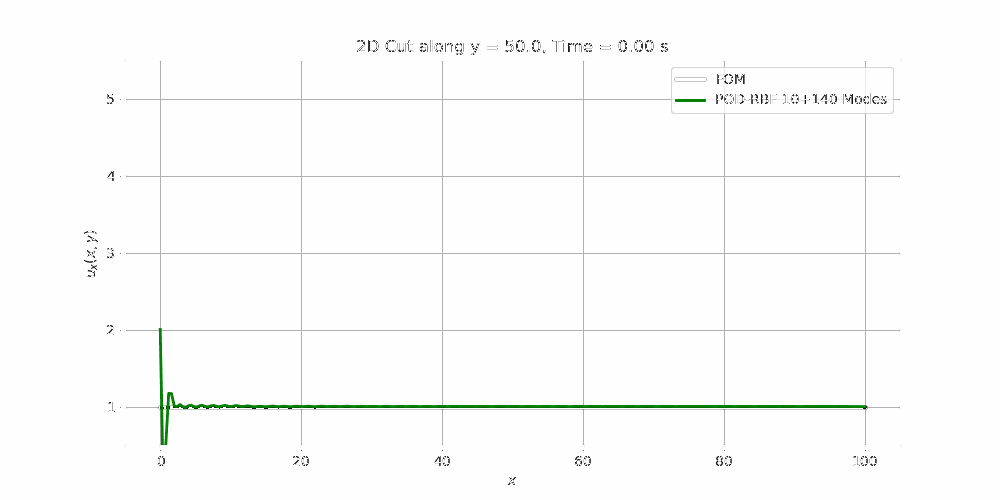 2D Cut along y = 50.0, Time = 0.00 s
FOM
POD-RBF 10+140 Modes
5
4
3
2
1
u_x(x, y)
0 20 40 60 80 100
x